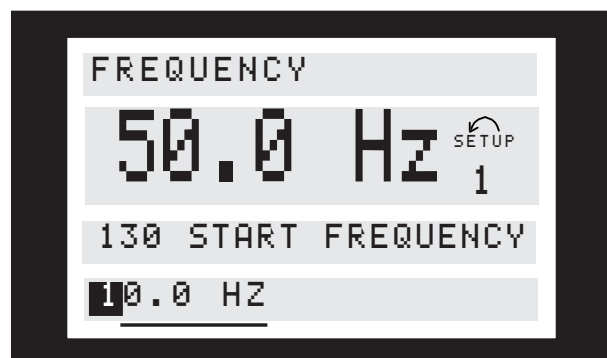 FREQUENCY
50.0 Hz
SETUP
1
130 START FREQUENCY
10.0 HZ